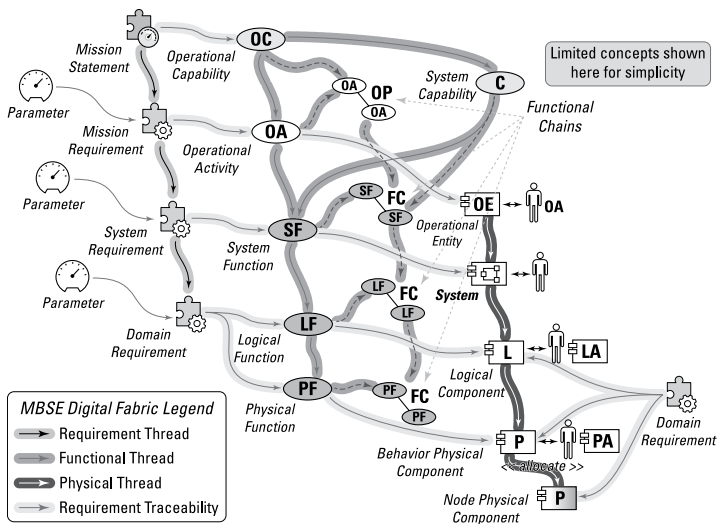 OC
Mission
Statement
Operational
Capability
System
Capability
C
Limited concepts shown
here for simplicity
OA
OP
OA
Functional
Chains
Parameter
Mission
Requirement
Operational
Activity
OA
SF
FC
SF
OE
OA
Operational
Entity
Parameter
System
Requirement
System
Function
SF
System
LF
FC
LF
Parameter
Domain
Requirement
Logical
Function
LF
L
LA
Logical
Component
PF
FC
PF
Physical
Function
PF
Domain
Requirement
Behavior Physical
Component
P
PA
<< allocate >>
Node Physical
Component
P
MBSE Digital Fabric Legend
Requirement Thread
Functional Thread
Physical Thread
Requirement Traceability